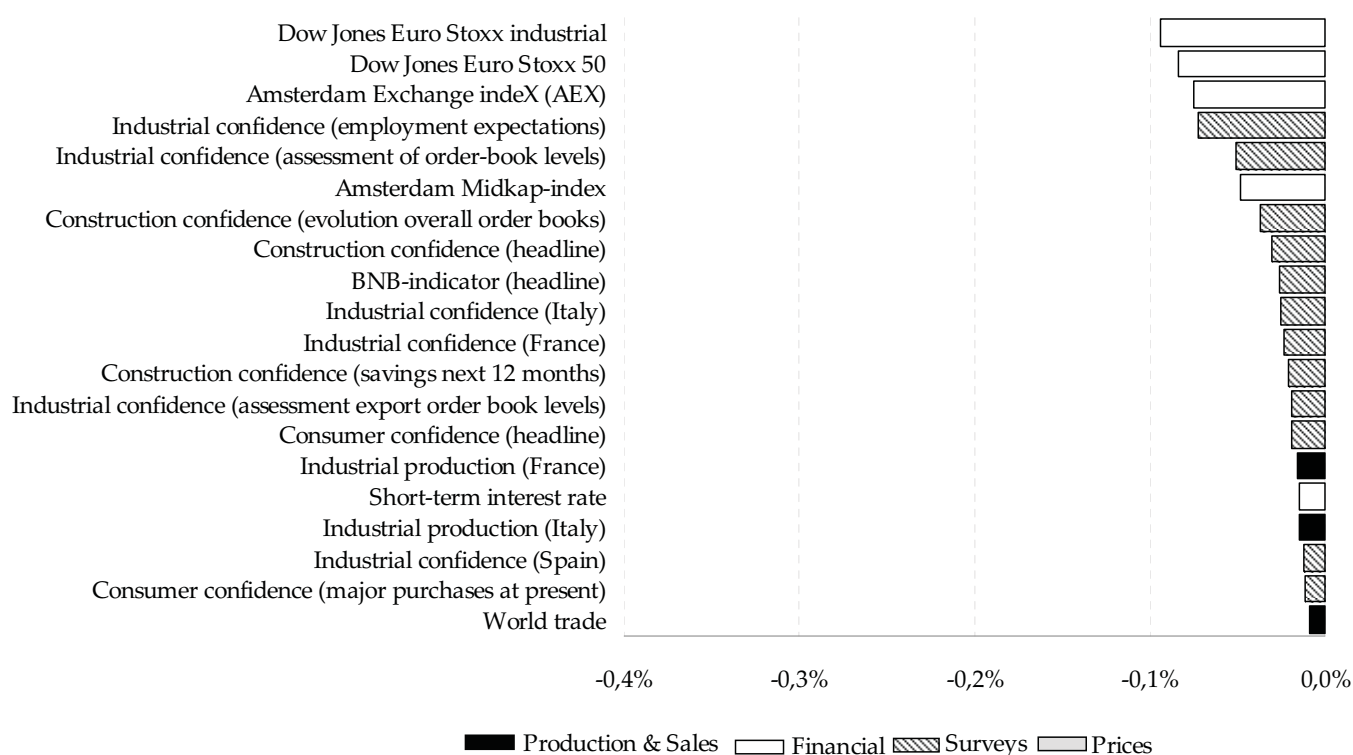 Dow Jones Euro Stoxx industrial
Dow Jones Euro Stoxx 50
Amsterdam Exchange indeX (AEX)
Industrial confidence (employment expectations)
Industrial confidence (assessment of order-book levels)
Amsterdam Midkap-index
Construction confidence (evolution overall order books)
Construction confidence (headline)
BNB-indicator (headline)
Industrial confidence (Italy)
Industrial confidence (France)
Construction confidence (savings next 12 months)
Industrial confidence (assessment export order book levels)
Consumer confidence (headline)
Industrial production (France)
Short-term interest rate
Industrial production (Italy)
Industrial confidence (Spain)
Consumer confidence (major purchases at present)
World trade
-0,4% -0,3% -0,2% -0,1% 0,0%
Production & Sales Financial Surveys Prices